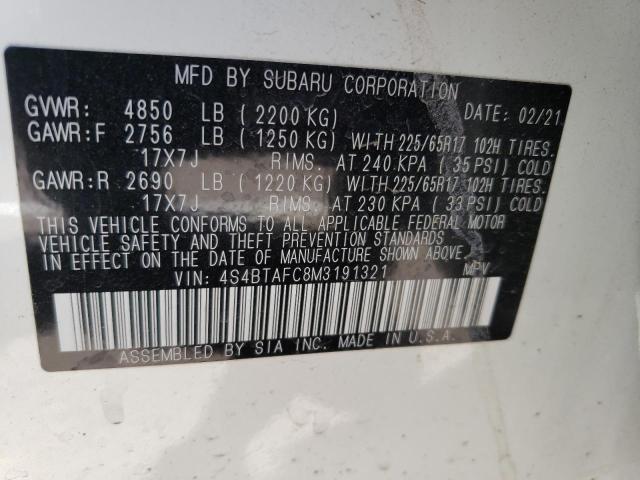 MFD BY SUBARU CORPORATION
GVWR: 4850 LB (2200 KG) DATE: 02/21
GAWR:F 2756 LB (1250 KG) WITH 225/65R17 102H TIRES.
17X7J RIMS. AT 240 KPA (35 PSI) COLD
GAWR:R 2690 LB (1220 KG) WITH 225/65R17 102H TIRES.
17X7J RIMS. AT 230 KPA (33 PSI) COLD
THIS VEHICLE CONFORMS TO ALL APPLICABLE FEDERAL MOTOR
VEHICLE SAFETY AND THEFT PREVENTION STANDARDS
IN EFFECT ON THE DATE OF MANUFACTURE SHOWN ABOVE.
VIN: 4S4BTAFC8M3191321 MPV
ASSEMBLED BY SIA INC. MADE IN U.S.A.